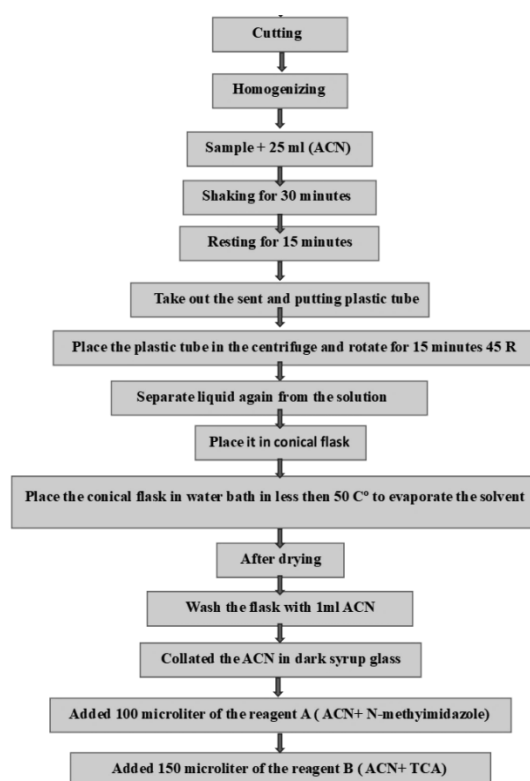 Cutting
Homogenizing
Sample + 25 ml (ACN)
Shaking for 30 minutes
Resting for 15 minutes
Take out the sent and putting plastic tube
Place the plastic tube in the centrifuge and rotate for 15 minutes 45 R
Separate liquid again from the solution
Place it in conical flask
Place the conical flask in water bath in less then 50 Cº to evaporate the solvent
After drying
Wash the flask with 1ml ACN
Collated the ACN in dark syrup glass
Added 100 microliter of the reagent A ( ACN+ N-methyimidazole)
Added 150 microliter of the reagent B ( ACN+ TCA)